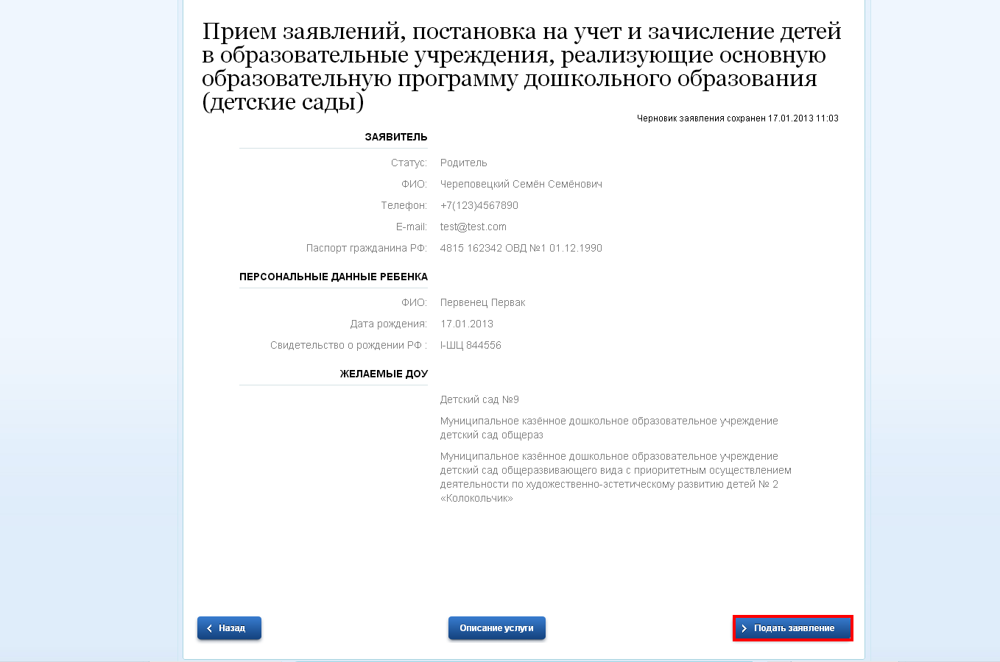 Прием заявлений, постановка на учет и зачисление детей
в образовательные учреждения, реализующие основную
образовательную программу дошкольного образования
(детские сады)
Черновик заявления сохранен 17.01.2013 11:03
ЗАЯВИТЕЛЬ
Статус: Родитель
ФИО: Череповецкий Семён Семёнович
Телефон: +7(123)4567890
E-mail: test@test.com
Паспорт гражданина РФ: 4815 162342 ОВД №1 01.12.1990
ПЕРСОНАЛЬНЫЕ ДАННЫЕ РЕБЕНКА
ФИО: Первенец Первак
Дата рождения: 17.01.2013
Свидетельство о рождении РФ : I-ШЦ 844556
ЖЕЛАЕМЫЕ ДОУ
Детский сад №9
Муниципальное казённое дошкольное образовательное учреждение
детский сад общераз
Муниципальное казённое дошкольное образовательное учреждение
детский сад общеразвивающего вида с приоритетным осуществлением
деятельности по художественно-эстетическому развитию детей № 2
«Колокольчик»
Назад Описание услуги Подать заявление